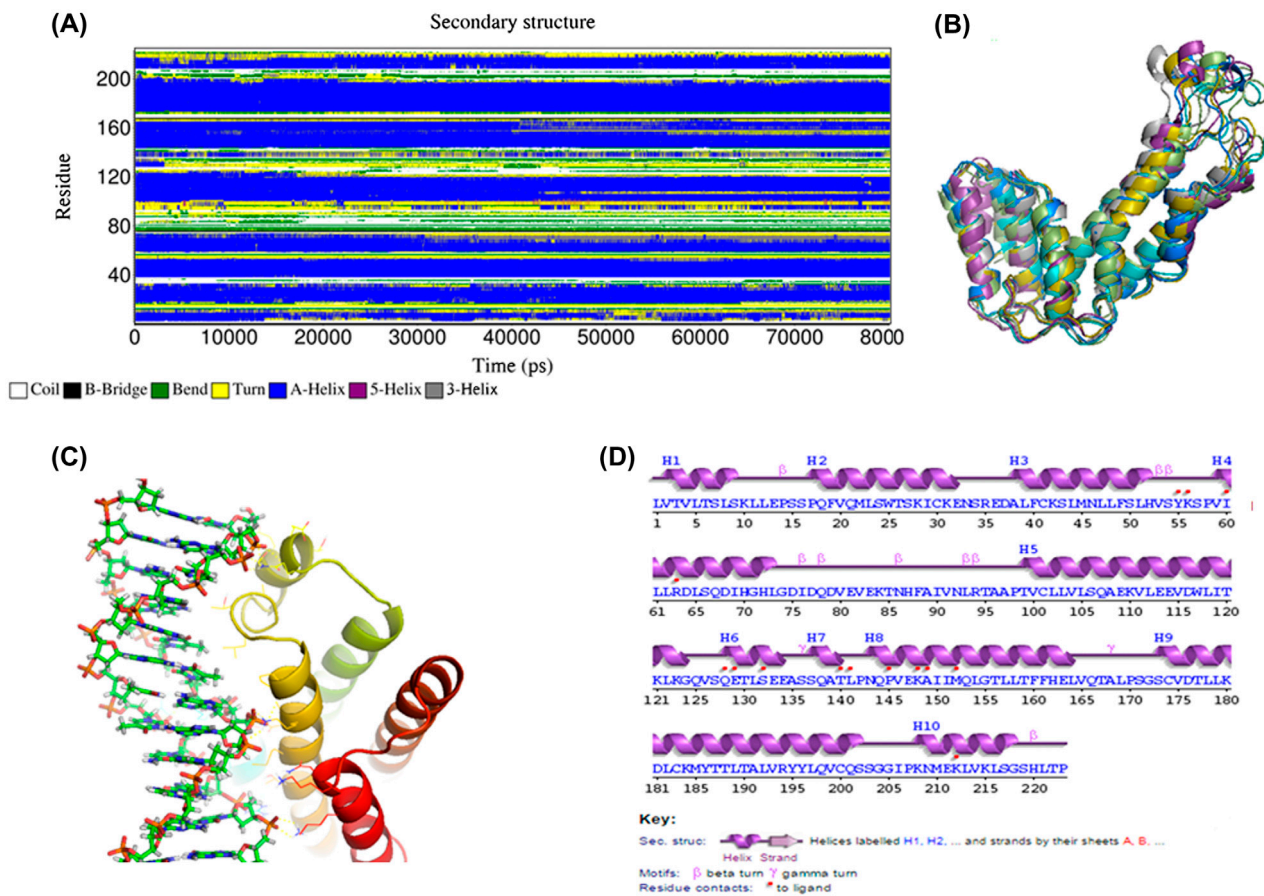 (A)
Secondary structure
Residue
200
160
120
80
40
0 10000 20000 30000 40000 50000 60000 70000 8000
Time (ps)
Coil B-Bridge Bend Turn A-Helix 5-Helix 3-Helix
(B)
(C)
(D)
H1 β H2 H3 β β H4
LVTVLTSLSKLLEPSSPQFVQMLSWTSKICKENSREDALFCKSLMNLLFSLHVSYKSPVI
1 5 10 15 20 25 30 35 40 45 50 55 60
β β β β β H5
LLRDLSQDIHGHLGDIDQDVEVEKTNHFAIVNLRTAAPTVCLLVLSQAEKVLEEVDWLIT
61 65 70 75 80 85 90 95 100 105 110 115 120
H6 γ H7 H8 γ H9
KLKGQVSQETLSEEASSQATLPNQPVEKAIIMQLGTLLTFFHELVQTALPSGSCVDTLLK
121 125 130 135 140 145 150 155 160 165 170 175 180
H10 β
DLCKMYTTLTALVRYYLQVCQSSGGIPKNMEKLVKLSGSHLTP
181 185 190 195 200 205 210 215 220
Key:
Sec. struc: Helices labelled H1, H2, ... and strands by their sheets A, B, ...
Helix Strand
Motifs: β beta turn γ gamma turn
Residue contacts: to ligand